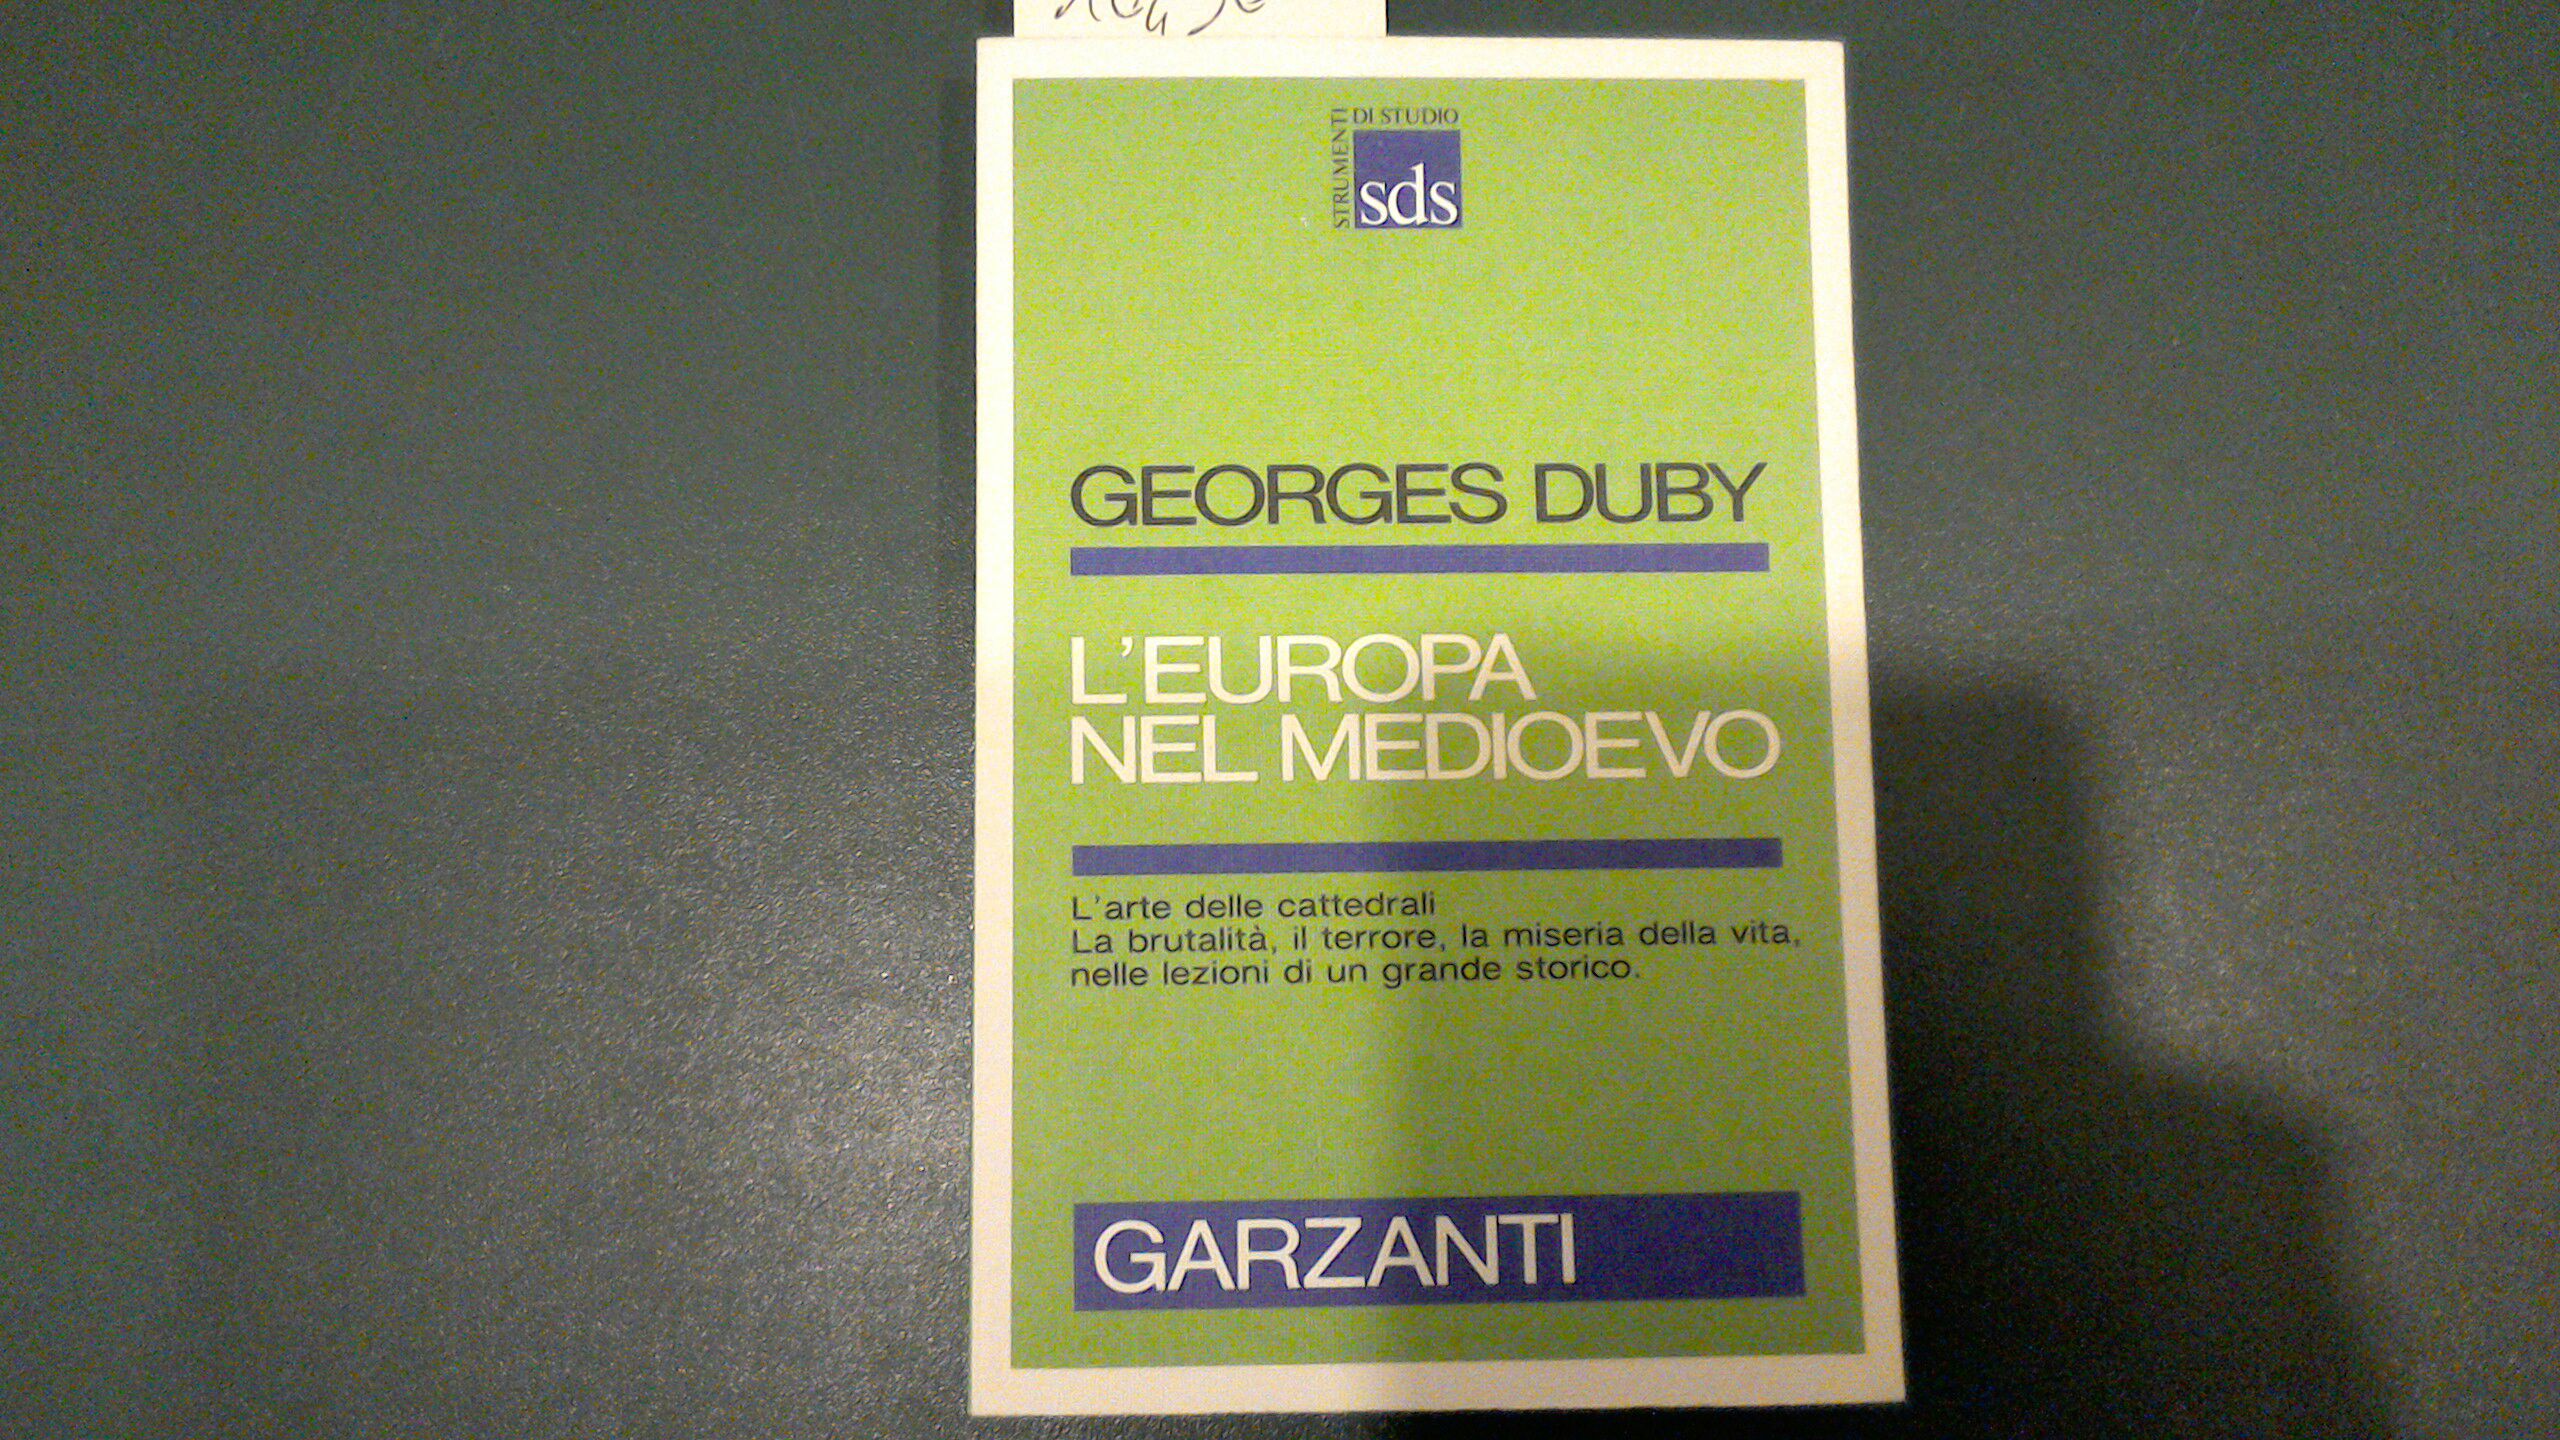 STRUMENTI
DI STUDIO
sds
GEORGES DUBY
L'EUROPA
NEL MEDIOEVO
L'arte delle cattedrali
La brutalità, il terrore, la miseria della vita,
nelle lezioni di un grande storico.
GARZANTI